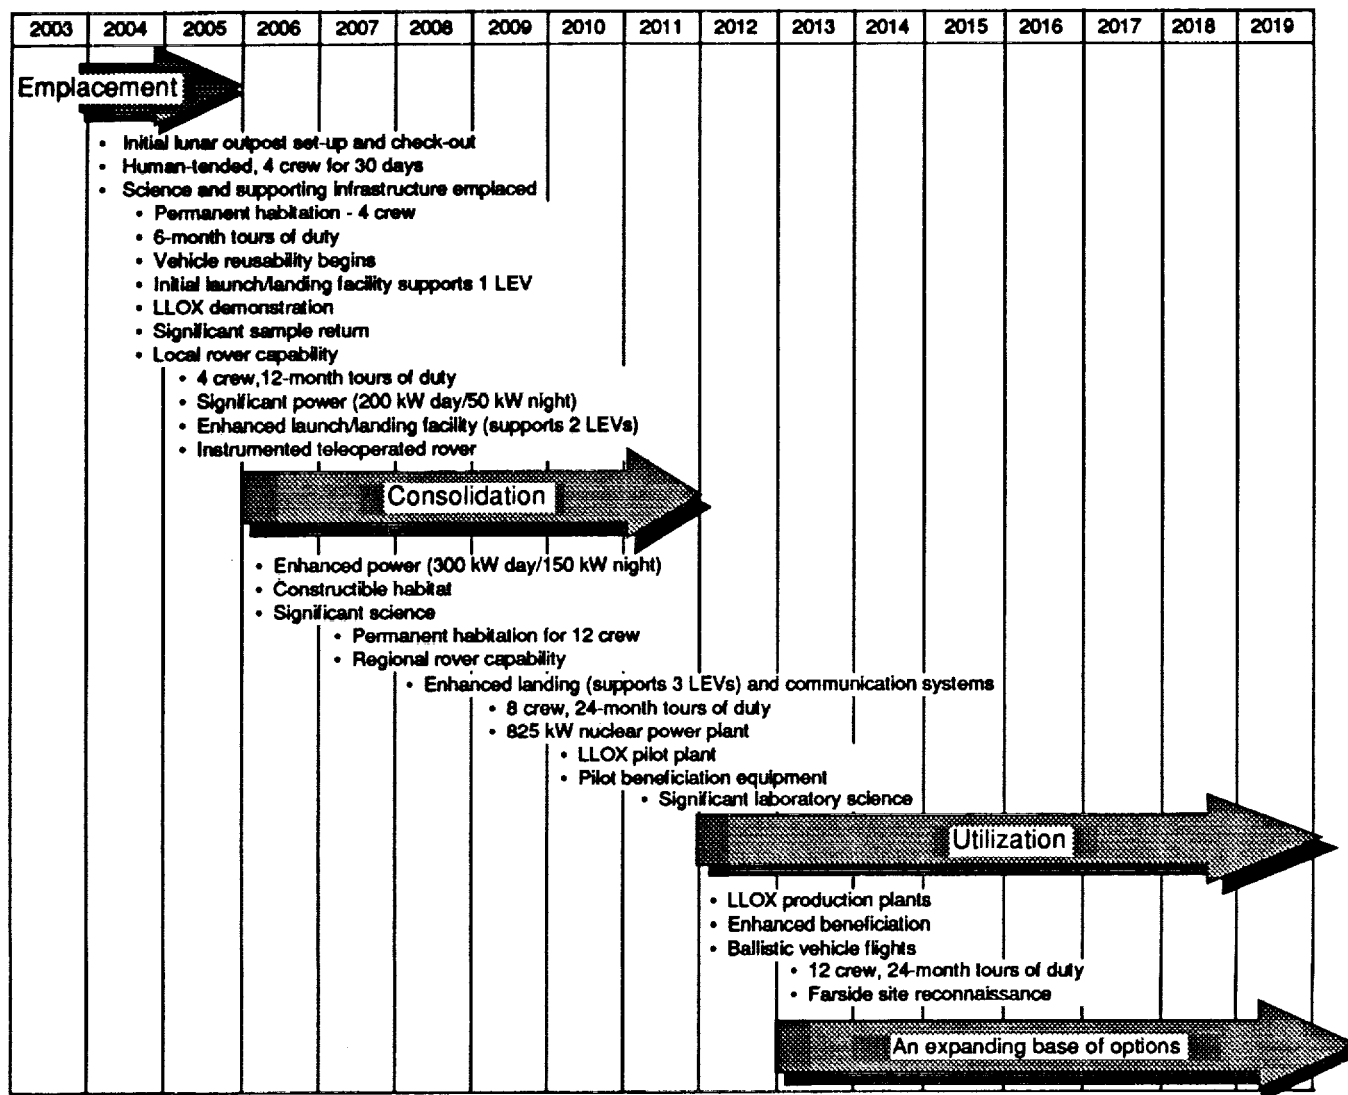 2003 2004 2005 2006 2007 2008 2009 2010 2011 2012 2013 2014 2015 2016 2017 2018 2019
Emplacement
• Initial lunar outpost set-up and check-out
• Human-tended, 4 crew for 30 days
• Science and supporting infrastructure emplaced
• Permanent habitation - 4 crew
• 6-month tours of duty
• Vehicle reusability begins
• Initial launch/landing facility supports 1 LEV
• LLOX demonstration
• Significant sample return
• Local rover capability
• 4 crew,12-month tours of duty
• Significant power (200 kW day/50 kW night)
• Enhanced launch/landing facility (supports 2 LEVs)
• Instrumented teleoperated rover
Consolidation
• Enhanced power (300 kW day/150 kW night)
• Constructible habitat
• Significant science
• Permanent habitation for 12 crew
• Regional rover capability
• Enhanced landing (supports 3 LEVs) and communication systems
• 8 crew, 24-month tours of duty
• 825 kW nuclear power plant
• LLOX pilot plant
• Pilot beneficiation equipment
• Significant laboratory science
Utilization
• LLOX production plants
• Enhanced beneficiation
• Ballistic vehicle flights
• 12 crew, 24-month tours of duty
• Farside site reconnaissance
An expanding base of options